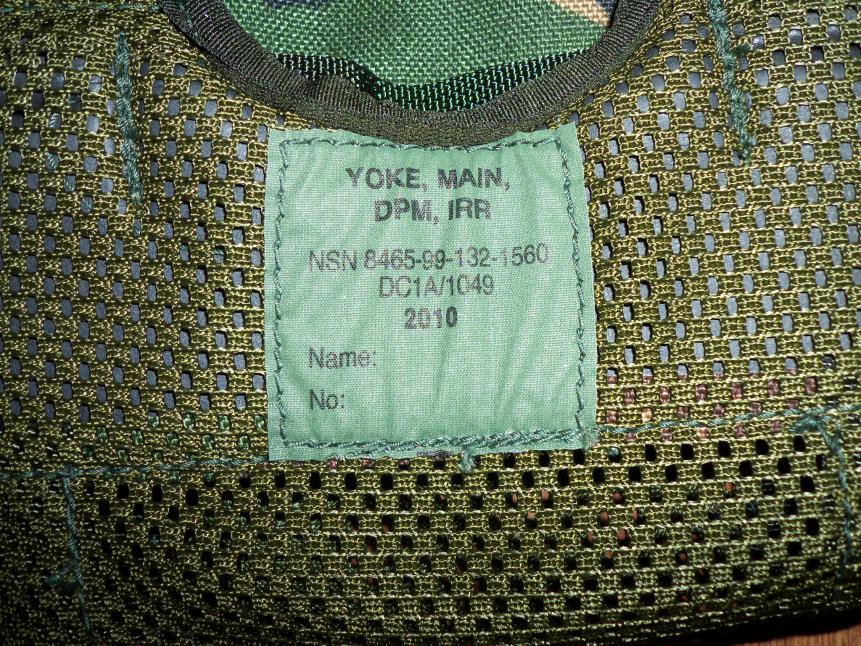 YOKE, MAIN,
DPM, IRR
NSN 8465-99-132-1560
DC1A/1049
2010
Name:
No: